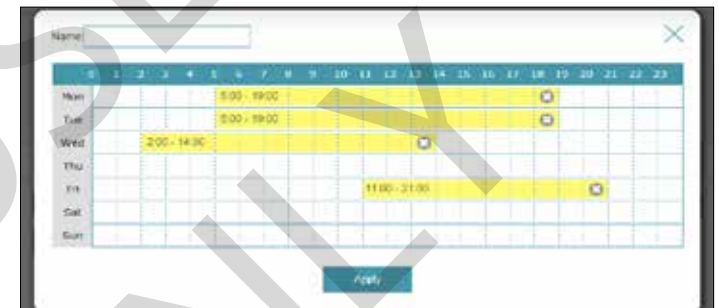 Name:
0 1 2 3 4 5 6 7 8 9 10 11 12 13 14 15 16 17 18 19 20 21 22 23
Mon 5:00 - 19:00
Tue 5:00 - 19:00
Wed 2:00 - 14:00
Thu
Fri 11:00 - 21:00
Sat
Sun
Apply